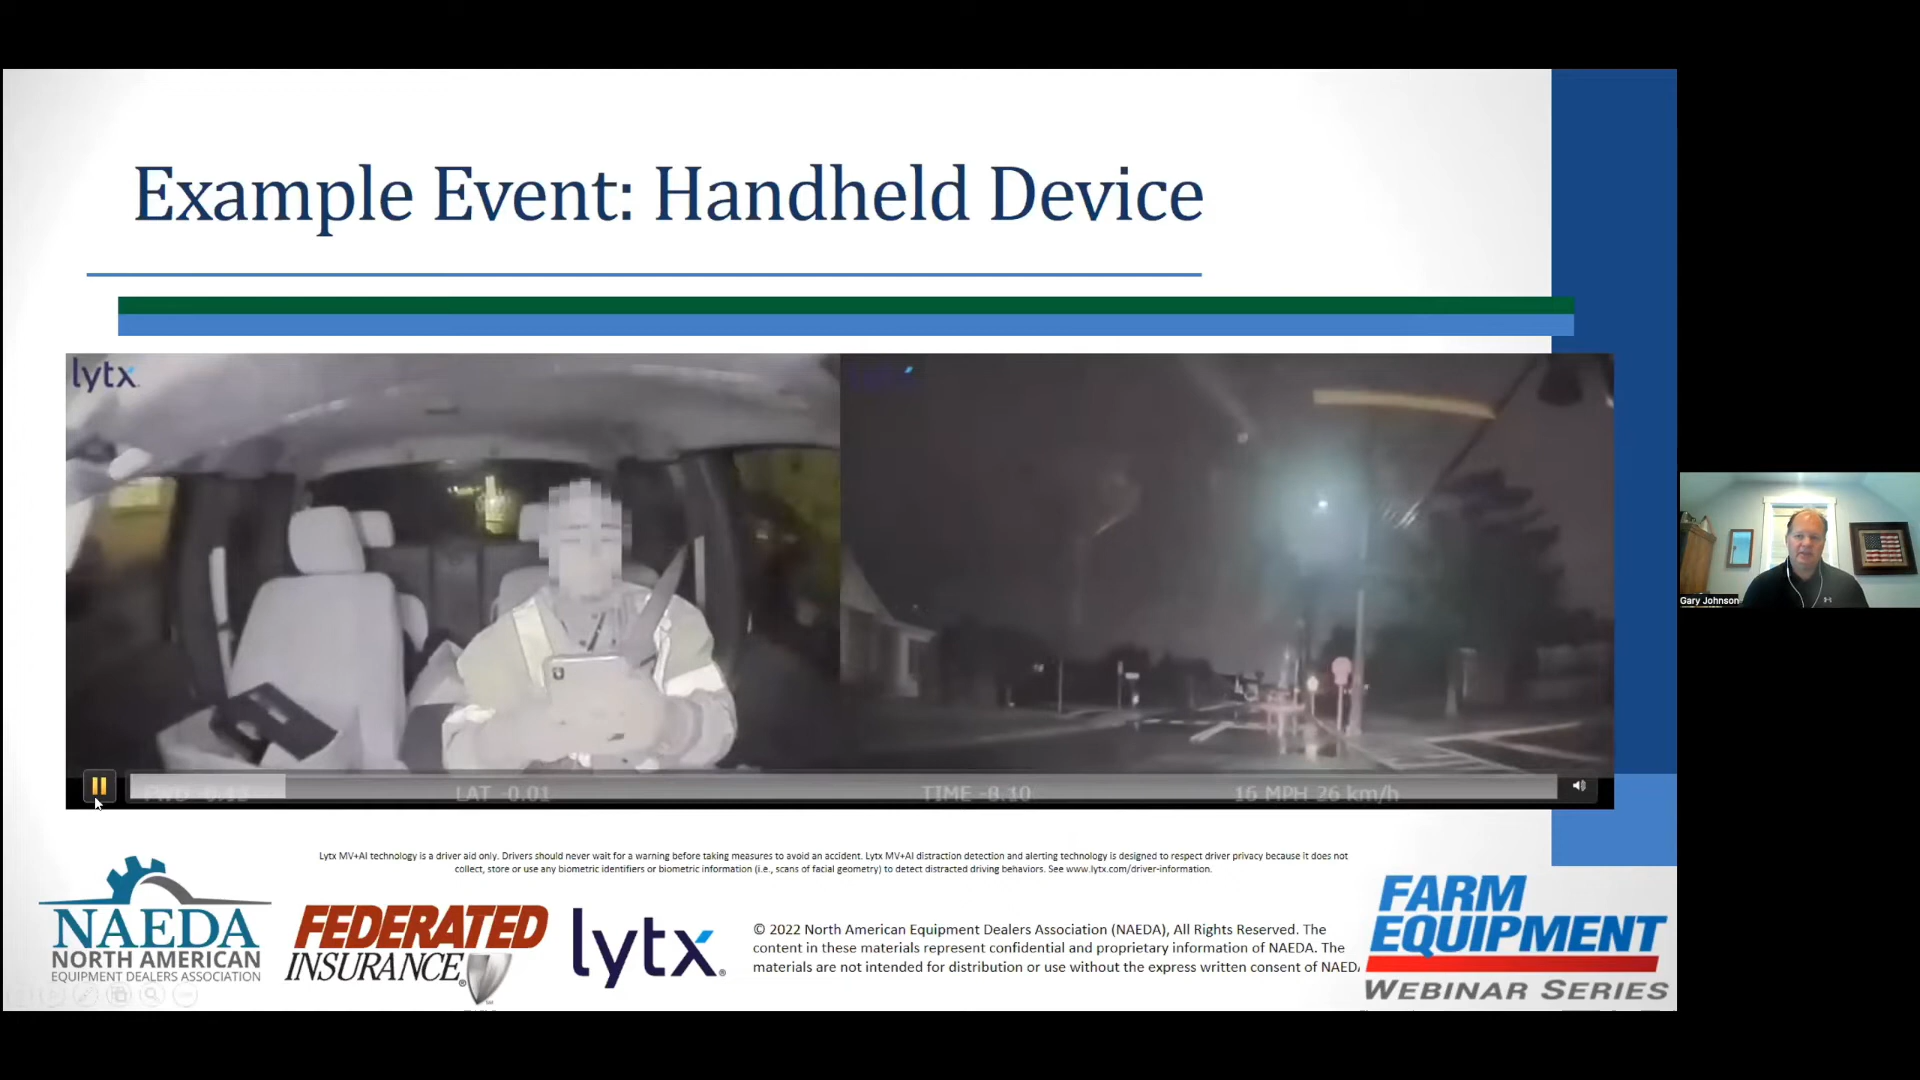 Example Event: Handheld Device
lytx
LAT -0.01
TIME -8.10
16 MPH 26 km/h
Gary Johnson
Lytx MV+AI technology is a driver aid only. Drivers should never wait for a warning before taking measures to avoid an accident. Lytx MV+AI distraction detection and alerting technology is designed to respect driver privacy because it does not
collect, store or use any biometric identifiers or biometric information (i.e., scans of facial geometry) to detect distracted driving behaviors. See www.lytx.com/driver-information.
NAEDA
NORTH AMERICAN
EQUIPMENT DEALERS ASSOCIATION
FEDERATED
INSURANCE®
lytx®
© 2022 North American Equipment Dealers Association (NAEDA), All Rights Reserved. The
content in these materials represent confidential and proprietary information of NAEDA. The
materials are not intended for distribution or use without the express written consent of NAED
FARM
EQUIPMENT
WEBINAR SERIES